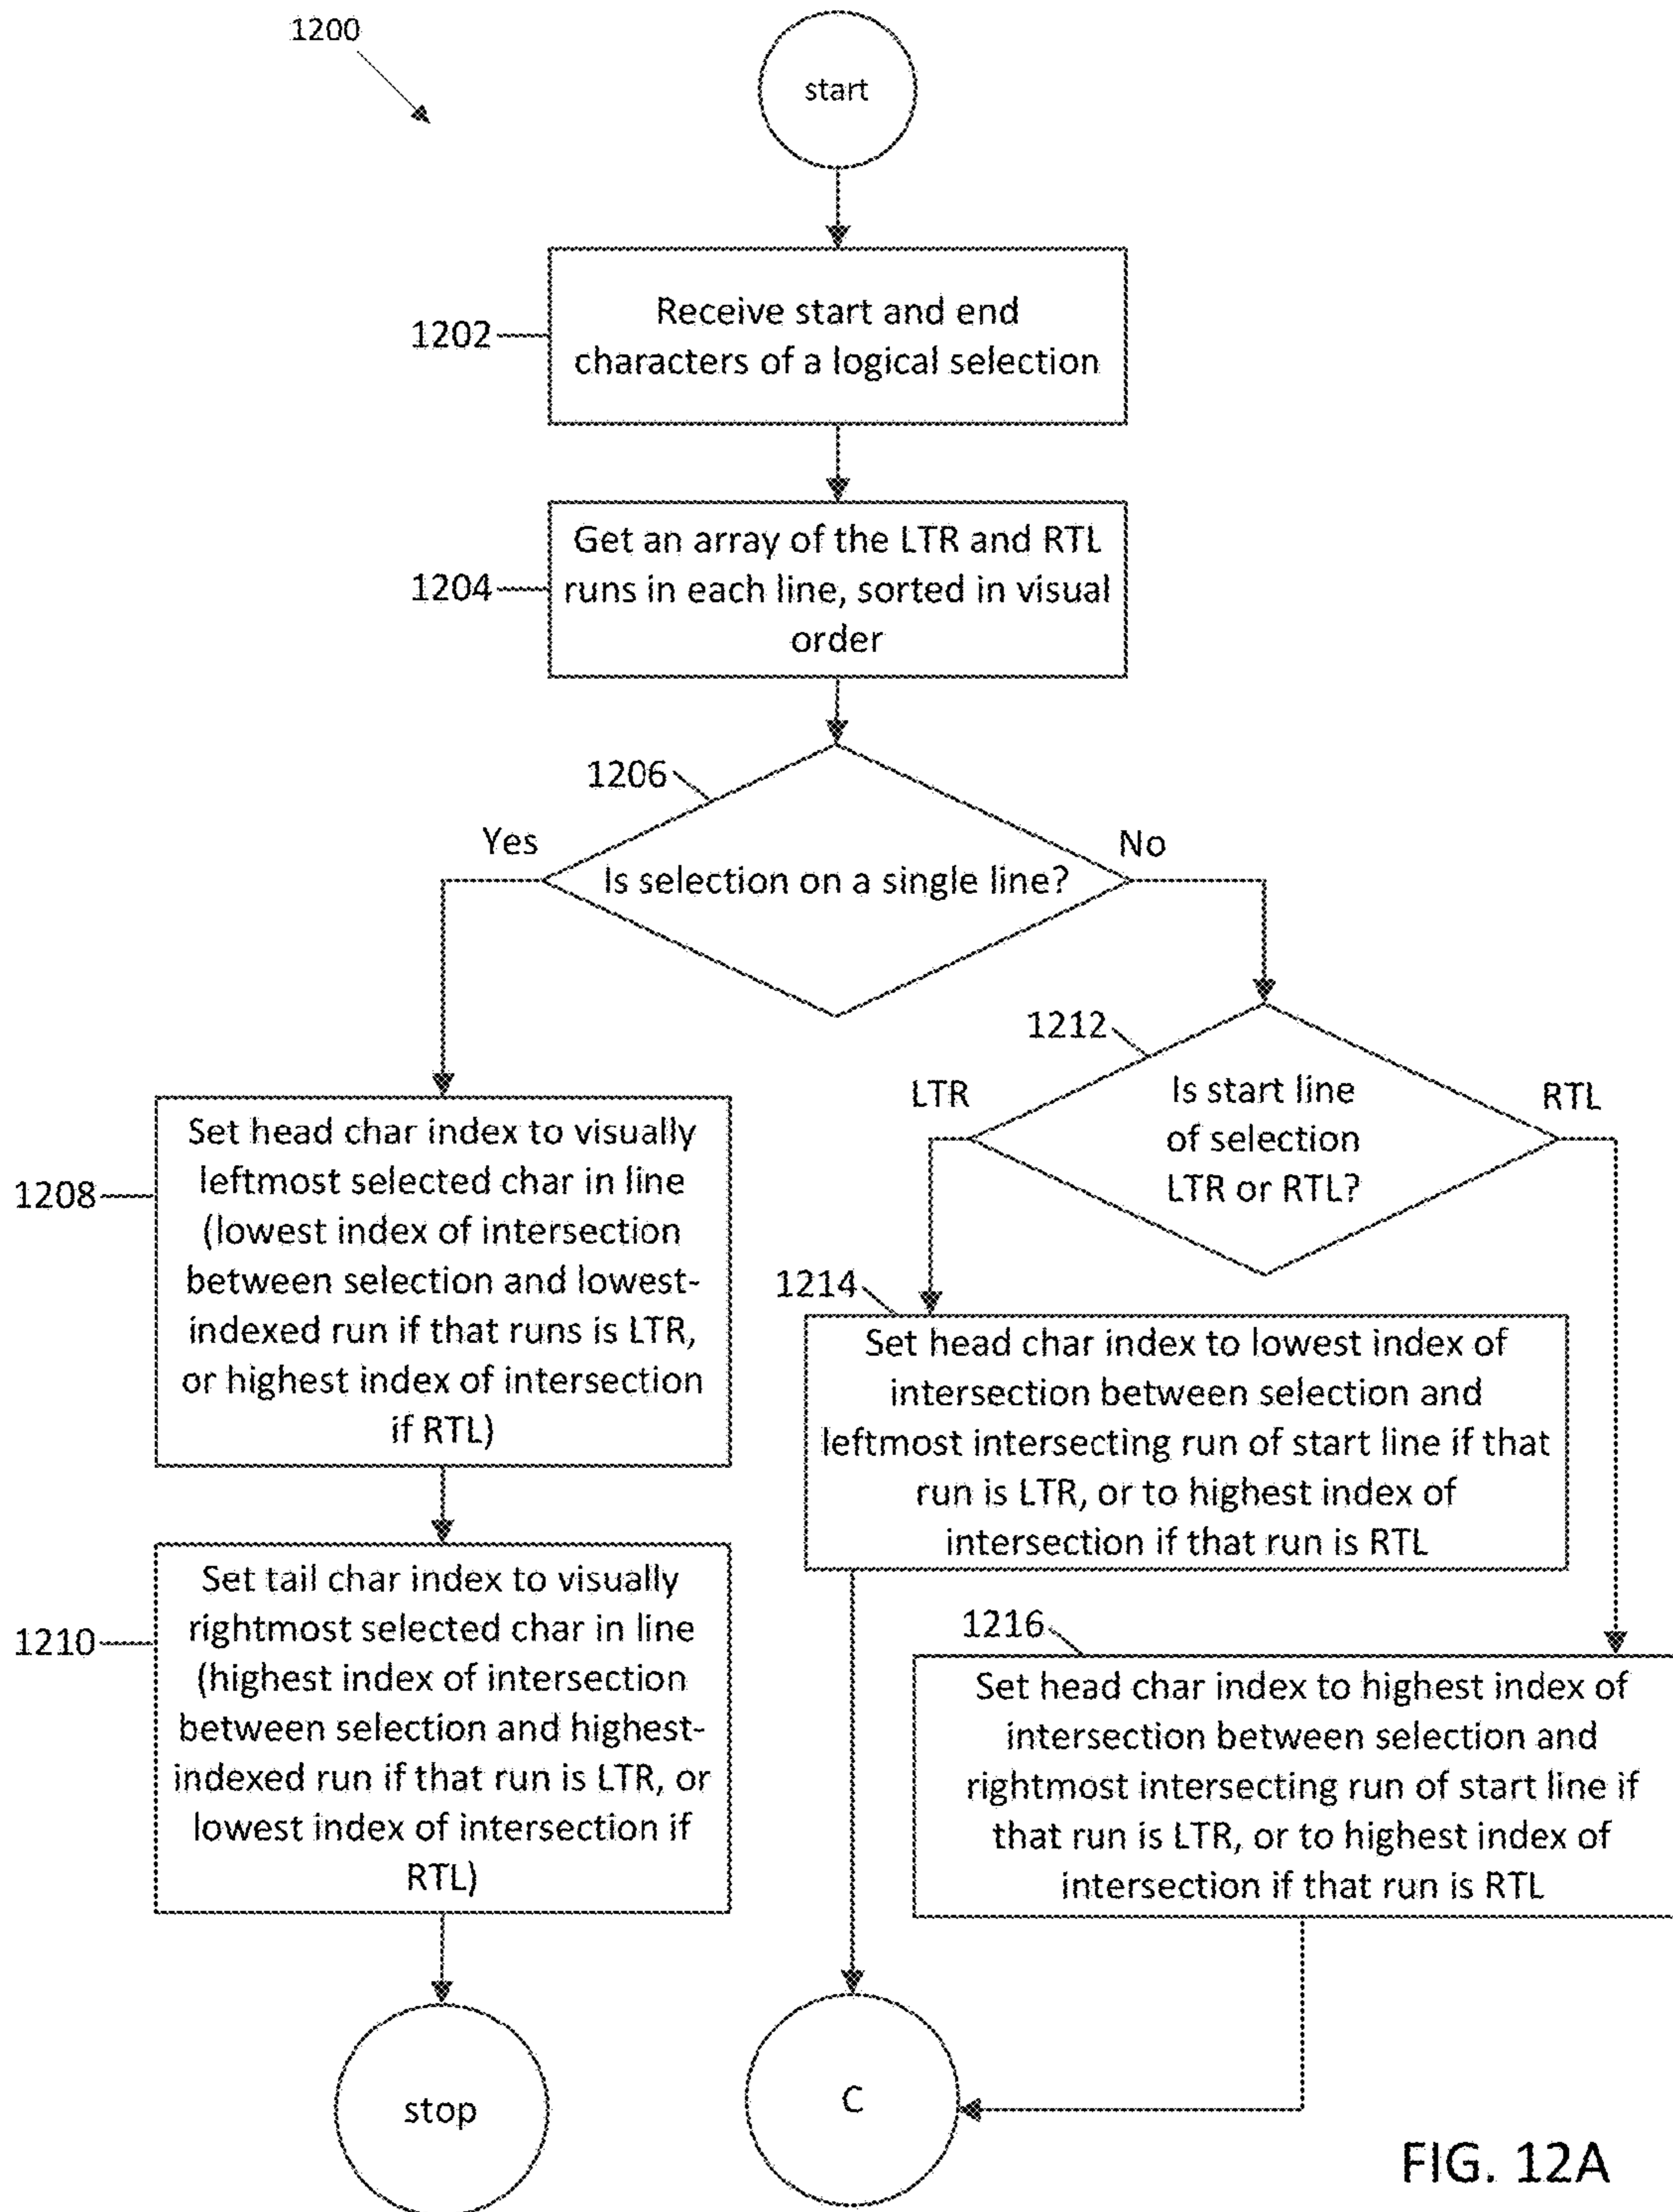 1200
start
1202
Receive start and end
characters of a logical selection
1204
Get an array of the LTR and RTL
runs in each line, sorted in visual
order
1206
Yes
No
Is selection on a single line?
1212
LTR
RTL
Is start line
of selection
LTR or RTL?
1208
Set head char index to visually
leftmost selected char in line
(lowest index of intersection
between selection and lowest-
indexed run if that runs is LTR,
or highest index of intersection
if RTL)
1214
Set head char index to lowest index of
intersection between selection and
leftmost intersecting run of start line if that
run is LTR, or to highest index of
intersection if that run is RTL
1210
Set tail char index to visually
rightmost selected char in line
(highest index of intersection
between selection and highest-
indexed run if that run is LTR, or
lowest index of intersection if
RTL)
1216
Set head char index to highest index of
intersection between selection and
rightmost intersecting run of start line if
that run is LTR, or to highest index of
intersection if that run is RTL
stop
C
FIG. 12A